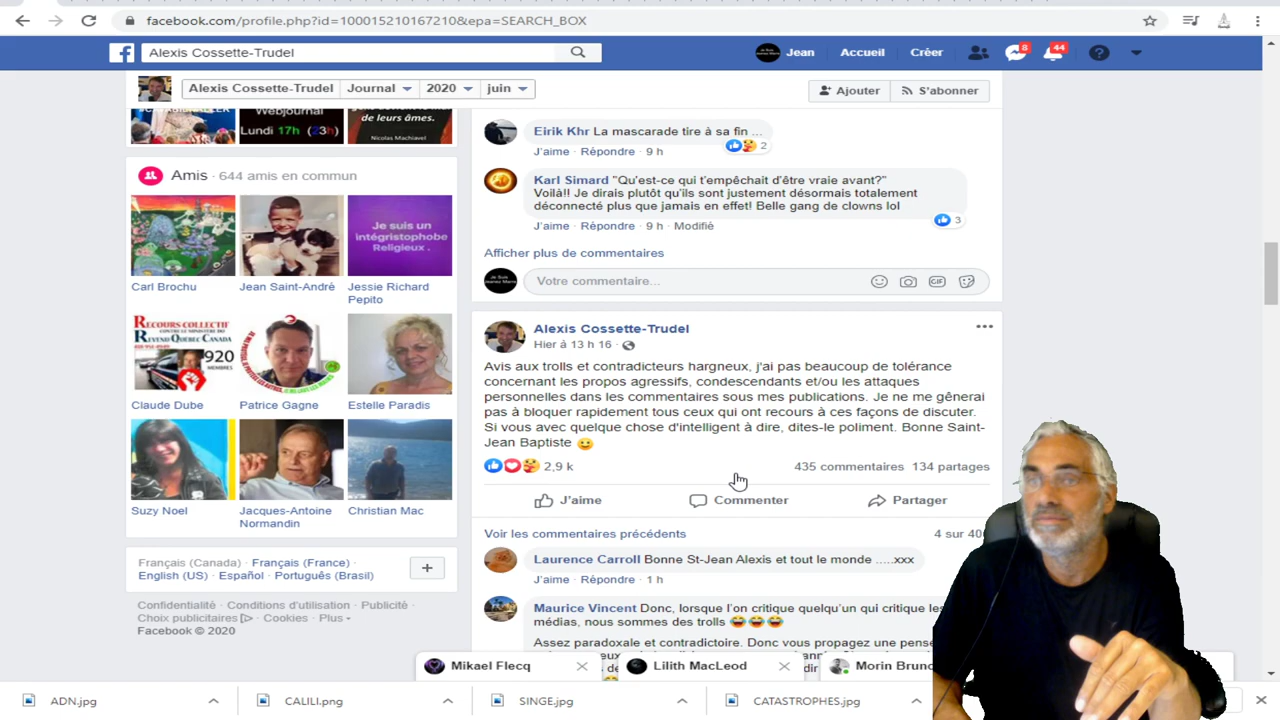 facebook.com/profile.php?id=100015210167210&epa=SEARCH_BOX
Alexis Cossette-Trudel
Jean
Accueil
Créer
8
44
Alexis Cossette-Trudel
Journal
2020
juin
Ajouter
S'abonner
Webjournal
Lundi 17h (23h)
de leurs âmes.
Nicolas Machiavel
Amis · 644 amis en commun
Je suis un
intégristophobe
Religieux .
Carl Brochu
Jean Saint-André
Jessie Richard
Pepito
RECOURS COLLECTIF
CONTRE LE MINISTRE DU
REVENU QUÉBEC CANADA
920
MEMBRES
Claude Dube
Patrice Gagne
Estelle Paradis
Suzy Noel
Jacques-Antoine
Normandin
Christian Mac
Français (Canada) · Français (France) ·
English (US) · Español · Português (Brasil)
Confidentialité · Conditions d'utilisation · Publicité ·
Choix publicitaires · Cookies · Plus
Facebook © 2020
Eirik Khr La mascarade tire à sa fin ...
2
J'aime · Répondre · 9 h
Karl Simard "Qu'est-ce qui t'empêchait d'être vraie avant?"
Voilà!! Je dirais plutôt qu'ils sont justement désormais totalement
déconnecté plus que jamais en effet! Belle gang de clowns lol
3
J'aime · Répondre · 9 h · Modifié
Afficher plus de commentaires
Votre commentaire...
GIF
Alexis Cossette-Trudel
Hier à 13 h 16 ·
Avis aux trolls et contradicteurs hargneux, j'ai pas beaucoup de tolérance
concernant les propos agressifs, condescendants et/ou les attaques
personnelles dans les commentaires sous mes publications. Je ne me gênerai
pas à bloquer rapidement tous ceux qui ont recours à ces façons de discuter.
Si vous avec quelque chose d'intelligent à dire, dites-le poliment. Bonne Saint-
Jean Baptiste 😀
2,9 k
435 commentaires 134 partages
J'aime
Commenter
Partager
Voir les commentaires précédents
4 sur
Laurence Carroll Bonne St-Jean Alexis et tout le monde .....xxx
J'aime · Répondre · 1 h
Maurice Vincent Donc, lorsque l'on critique quelqu'un qui critique
médias, nous sommes des trolls 😂😂😂
Assez paradoxale et contradictoire. Donc vous propagez une
Mikael Flecq
Lilith MacLeod
Morin
ADN.jpg
CALILI.png
SINGE.jpg
CATASTROPHES.jpg